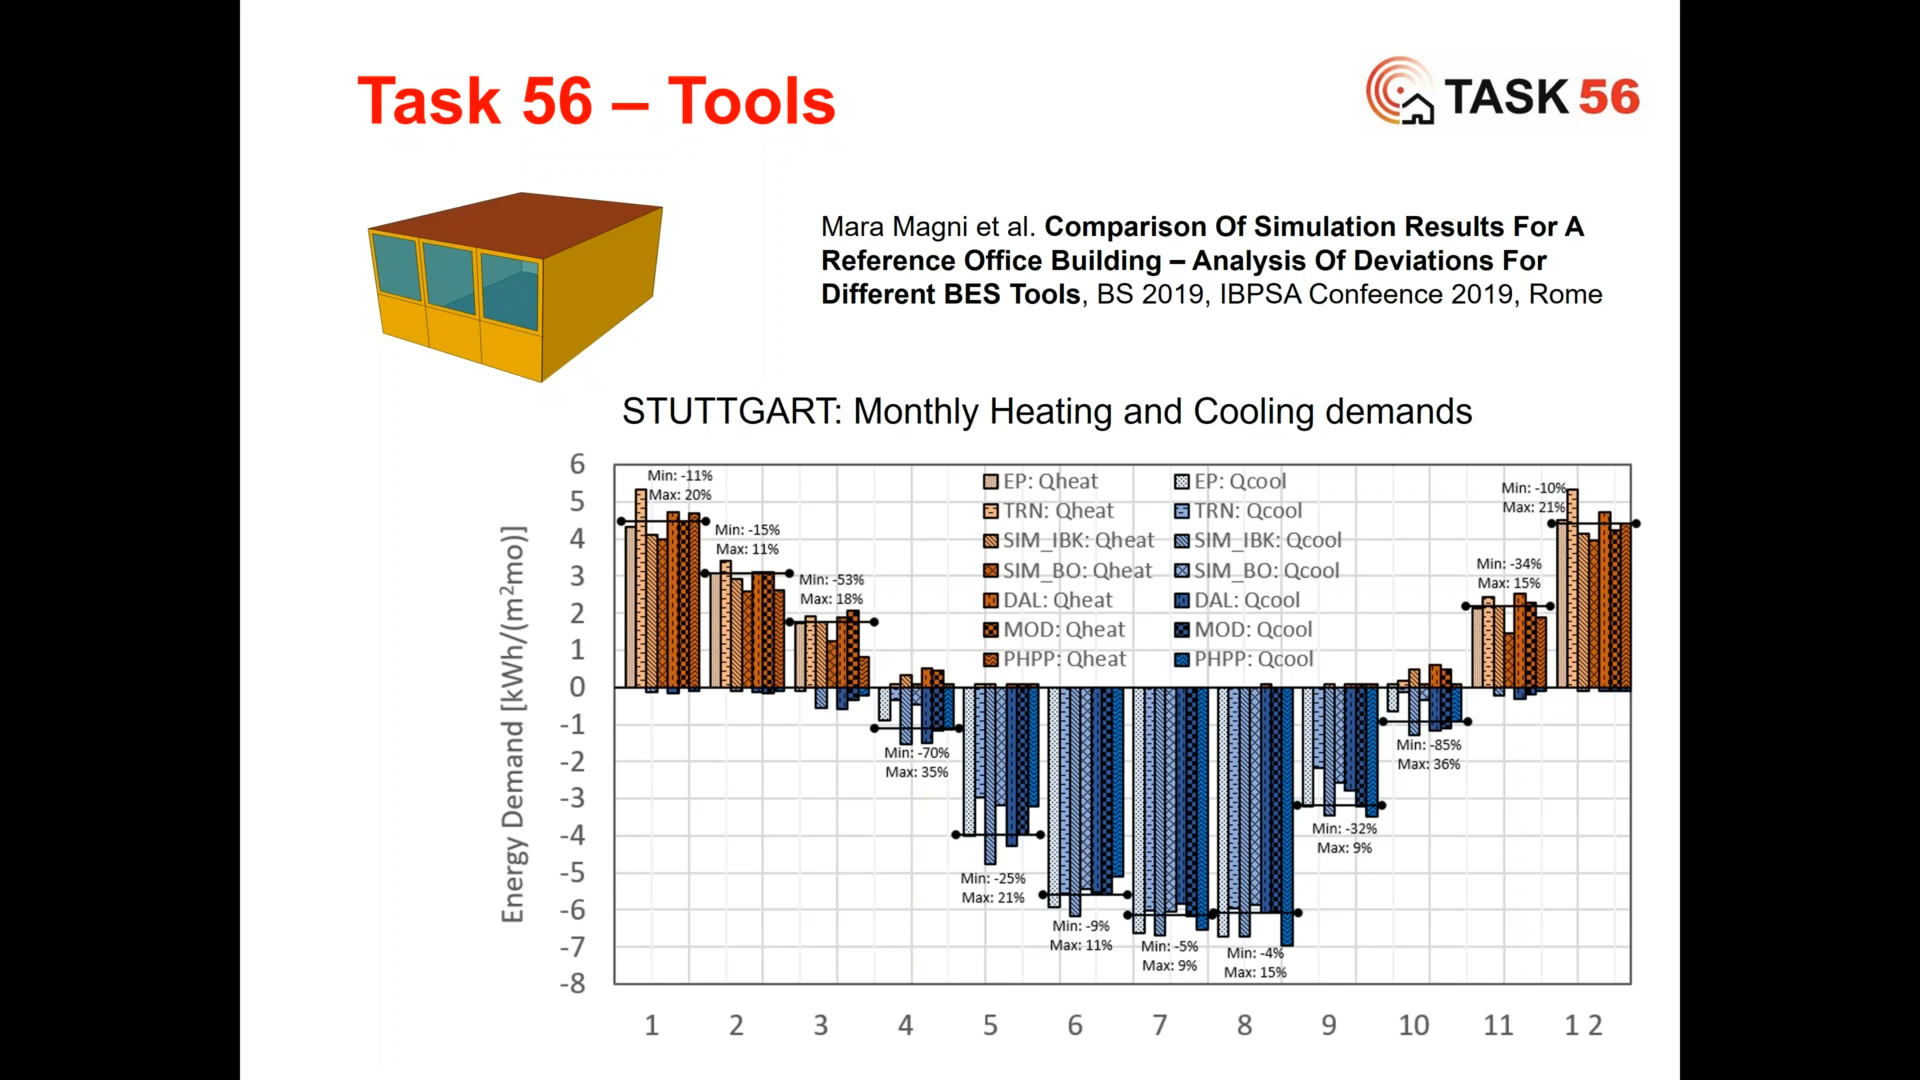 Task 56 – Tools
TASK 56
Mara Magni et al. Comparison Of Simulation Results For A
Reference Office Building – Analysis Of Deviations For
Different BES Tools, BS 2019, IBPSA Confeence 2019, Rome
STUTTGART: Monthly Heating and Cooling demands
Energy Demand [kWh/(m²mo)]
6
5
4
3
2
1
0
-1
-2
-3
-4
-5
-6
-7
-8
Min: -11%
Max: 20%
Min: -15%
Max: 11%
Min: -53%
Max: 18%
Min: -70%
Max: 35%
Min: -25%
Max: 21%
Min: -9%
Max: 11%
Min: -5%
Max: 9%
Min: -4%
Max: 15%
Min: -32%
Max: 9%
Min: -85%
Max: 36%
Min: -34%
Max: 15%
Min: -10%
Max: 21%
EP: Qheat EP: Qcool
TRN: Qheat TRN: Qcool
SIM_IBK: Qheat SIM_IBK: Qcool
SIM_BO: Qheat SIM_BO: Qcool
DAL: Qheat DAL: Qcool
MOD: Qheat MOD: Qcool
PHPP: Qheat PHPP: Qcool
1 2 3 4 5 6 7 8 9 10 11 1 2